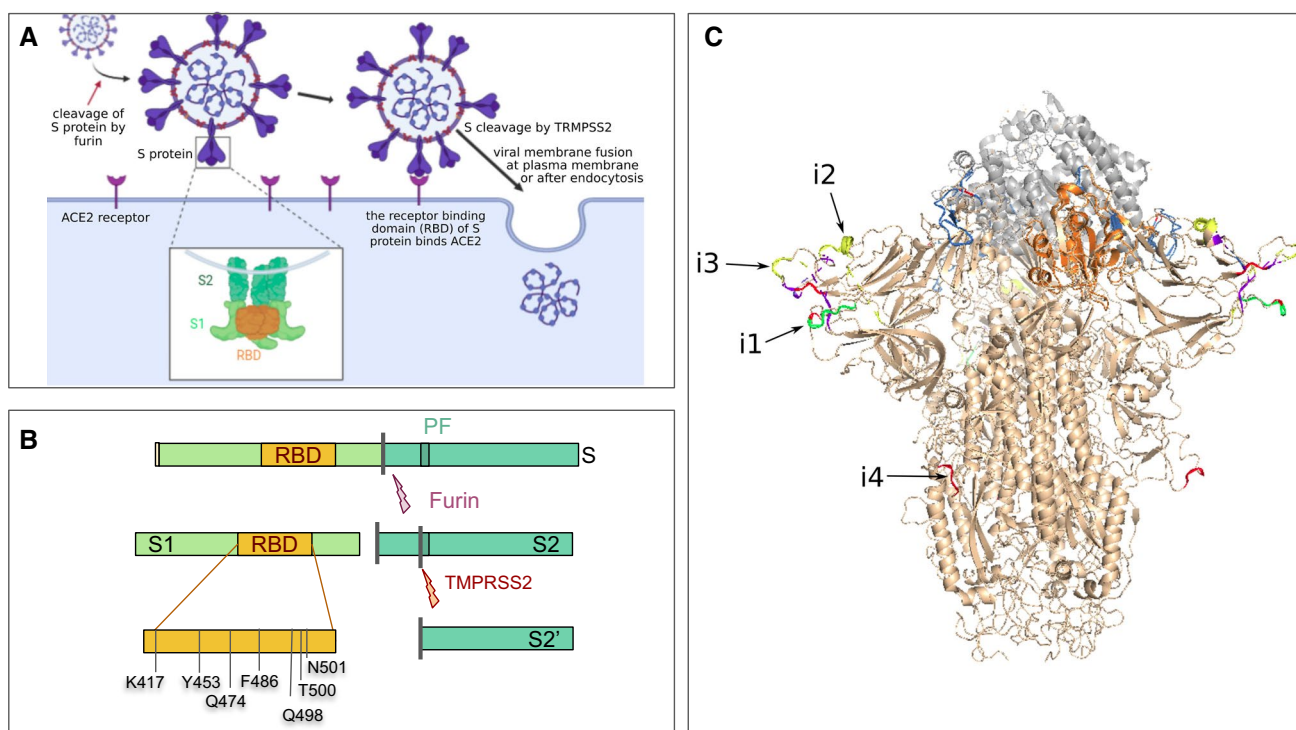 A
cleavage of
S protein by
furin
S protein
S cleavage by TRMPSS2
viral membrane fusion
at plasma membrane
or after endocytosis
ACE2 receptor
the receptor binding
domain (RBD) of S
protein binds ACE2
S2
S1
RBD
B
PF
RBD
S
Furin
S1
RBD
S2
TMPRSS2
S2’
N501
K417
Y453
F486
T500
Q474
Q498
C
i2
i3
i1
i4